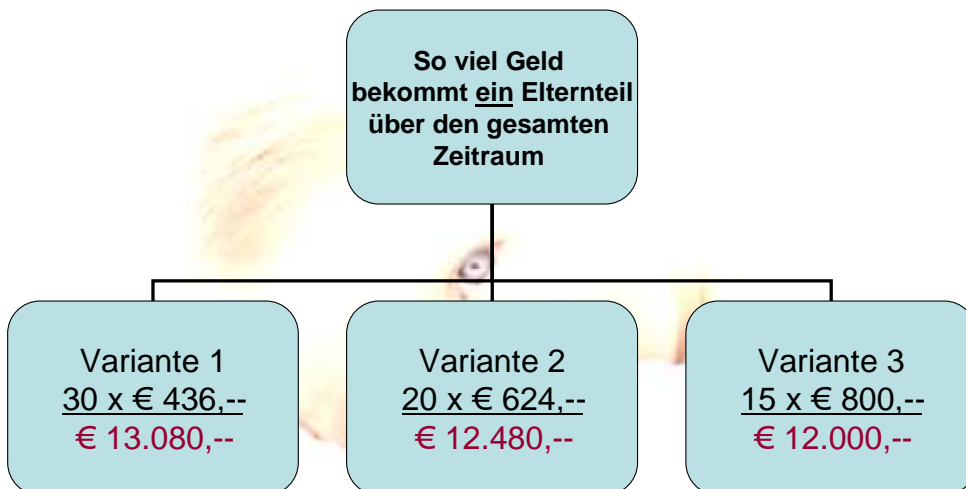 So viel Geld
bekommt ein Elternteil
über den gesamten
Zeitraum
Variante 1
30 x € 436,--
€ 13.080,--
Variante 2
20 x € 624,--
€ 12.480,--
Variante 3
15 x € 800,--
€ 12.000,--